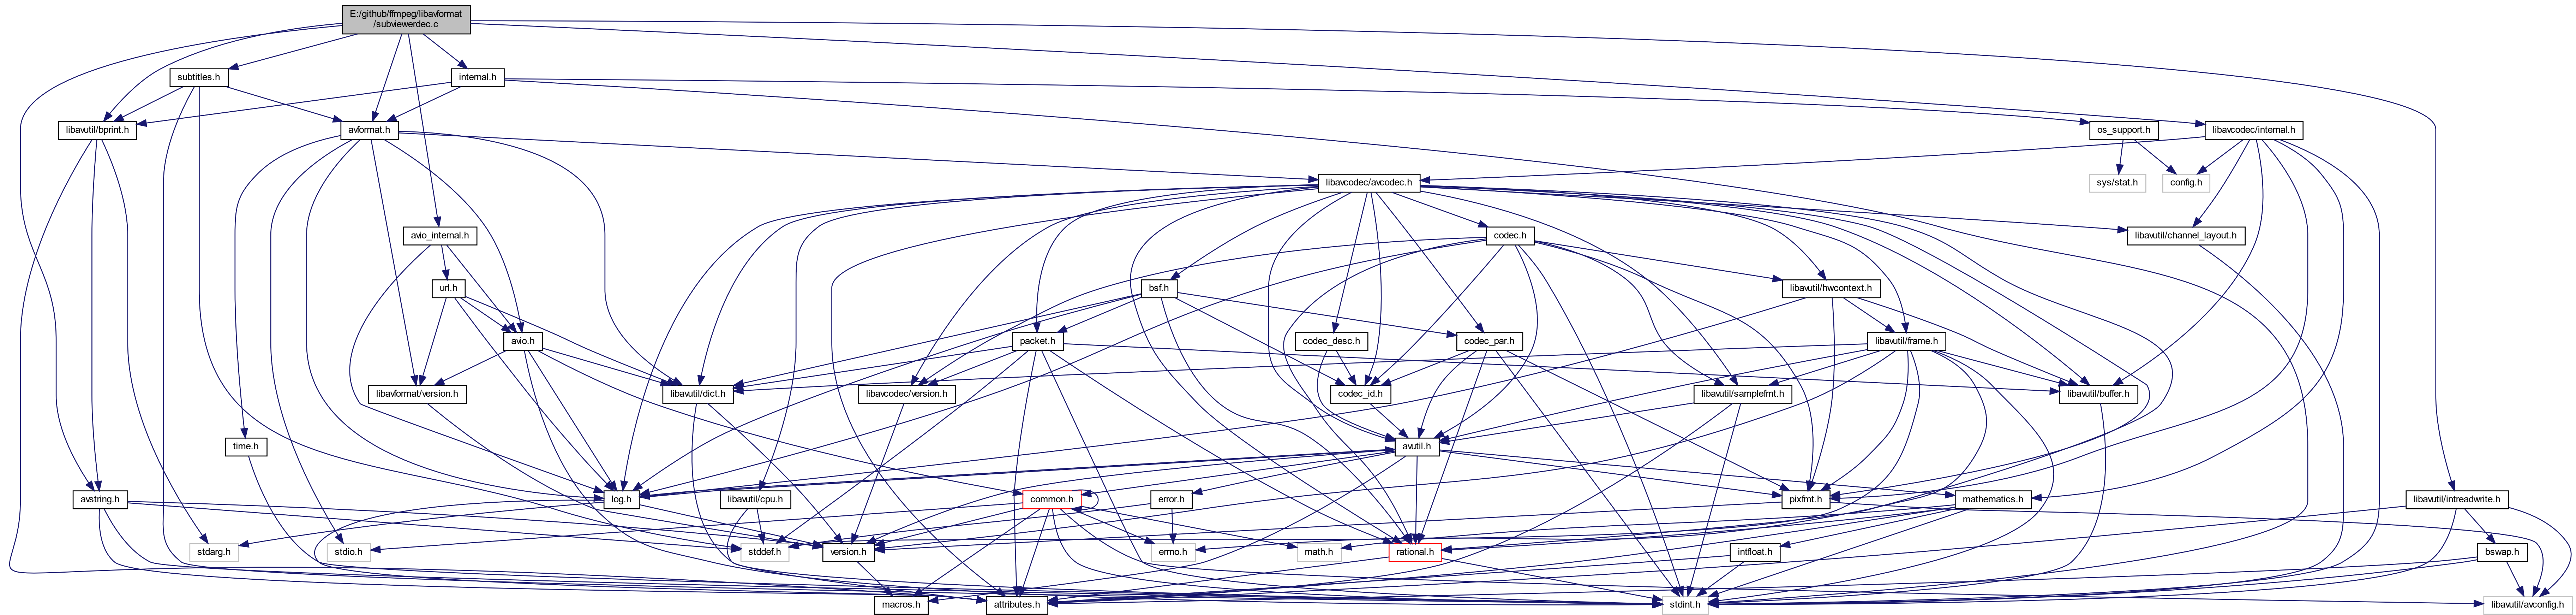 E:/github/ffmpeg/libavformat
/subviewerdec.c
subtitles.h
internal.h
libavutil/bprint.h
avformat.h
os_support.h
libavcodec/internal.h
libavcodec/avcodec.h
sys/stat.h
config.h
avio_internal.h
codec.h
libavutil/channel_layout.h
url.h
bsf.h
libavutil/hwcontext.h
avio.h
packet.h
codec_desc.h
codec_par.h
libavutil/frame.h
libavformat/version.h
libavutil/dict.h
libavcodec/version.h
codec_id.h
libavutil/samplefmt.h
libavutil/buffer.h
time.h
avutil.h
avstring.h
log.h
libavutil/cpu.h
common.h
error.h
pixfmt.h
mathematics.h
libavutil/intreadwrite.h
stdarg.h
stdio.h
stddef.h
version.h
errno.h
math.h
rational.h
intfloat.h
bswap.h
macros.h
attributes.h
stdint.h
libavutil/avconfig.h